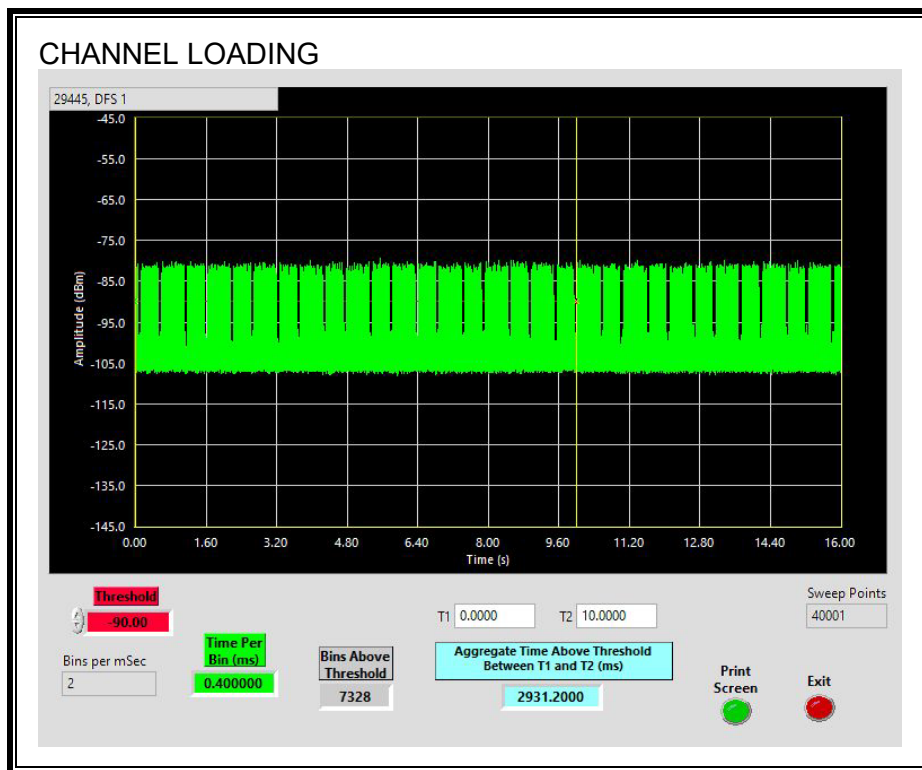 CHANNEL LOADING
29445, DFS 1
-45.0
-55.0
-65.0
-75.0
-85.0
-95.0
-105.0
-115.0
-125.0
-135.0
-145.0
Amplitude (dBm)
0.00 1.60 3.20 4.80 6.40 8.00 9.60 11.20 12.80 14.40 16.00
Time (s)
Threshold
-90.00
Bins per mSec
2
Time Per
Bin (ms)
0.400000
Bins Above
Threshold
7328
T1 0.0000 T2 10.0000
Aggregate Time Above Threshold
Between T1 and T2 (ms)
2931.2000
Sweep Points
40001
Print
Screen
Exit